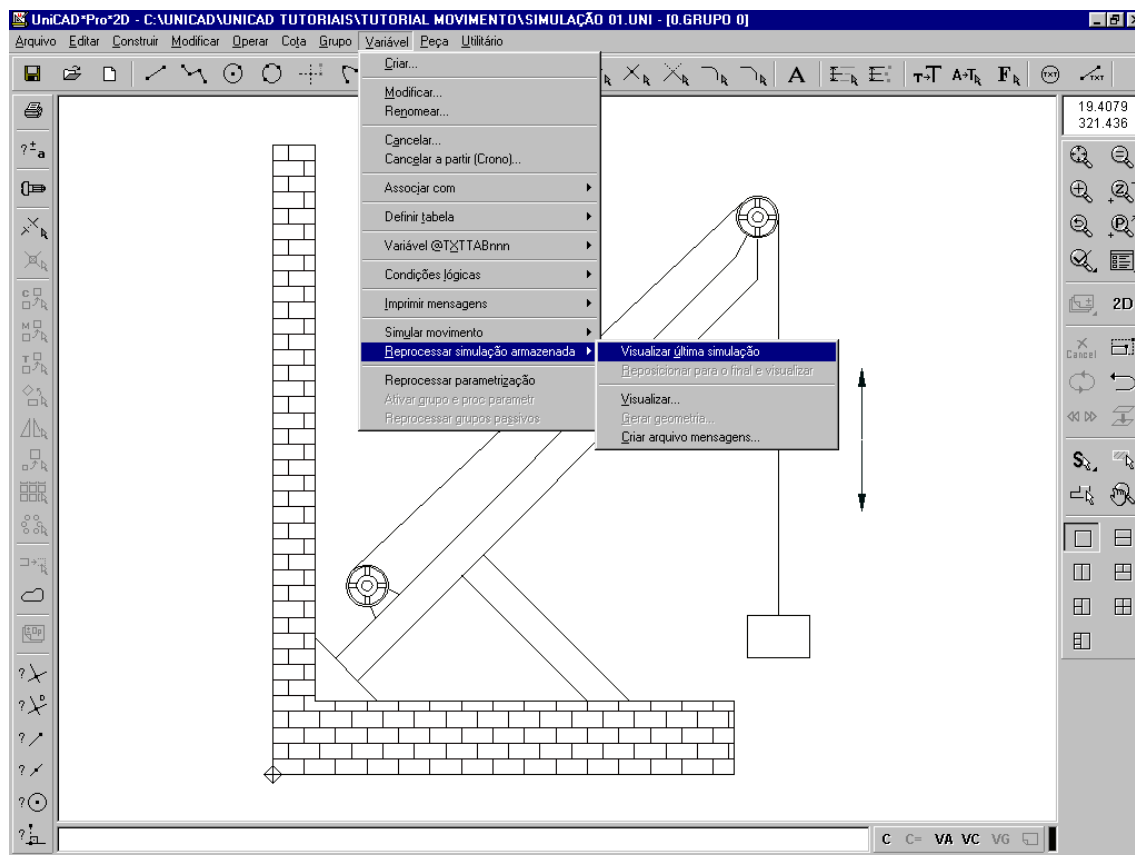 UniCAD*Pro*2D - C:\UNICAD\UNICAD TUTORIAIS\TUTORIAL MOVIMENTO\SIMULAÇÃO 01.UNI - [0.GRUPO 0]
Arquivo Editar Construir Modificar Operar Cota Grupo Variável Peça Utilitário
Criar...
Modificar...
Renomear...
Cancelar...
Cancelar a partir (Crono)...
Associar com
Definir tabela
Variável @TXTTABnnn
Condições lógicas
Imprimir mensagens
Simular movimento
Reprocessar simulação armazenada
Reprocessar parametrização
Ativar grupo e proc parametr
Reprocessar grupos passivos
Visualizar última simulação
Reposicionar para o final e visualizar
Visualizar...
Gerar geometria...
Criar arquivo mensagens...
19.4079
321.436
2D
Cancel
C C= VA VC VG